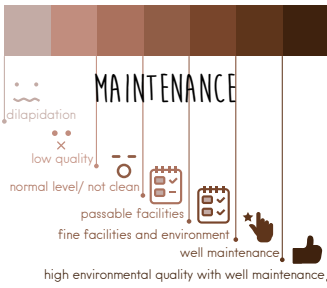 MAINTENANCE
dilapidation
low quality
normal level/ not clean
passable facilities
fine facilities and environment
well maintenance
high environmental quality with well maintenance,